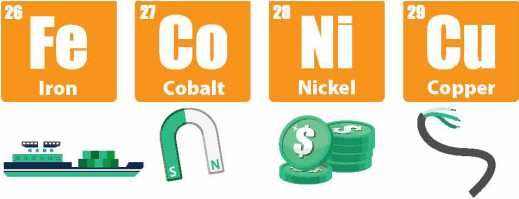 26
Fe
Iron
27
Co
Cobalt
28
Ni
Nickel
29
Cu
Copper
S N
$ $